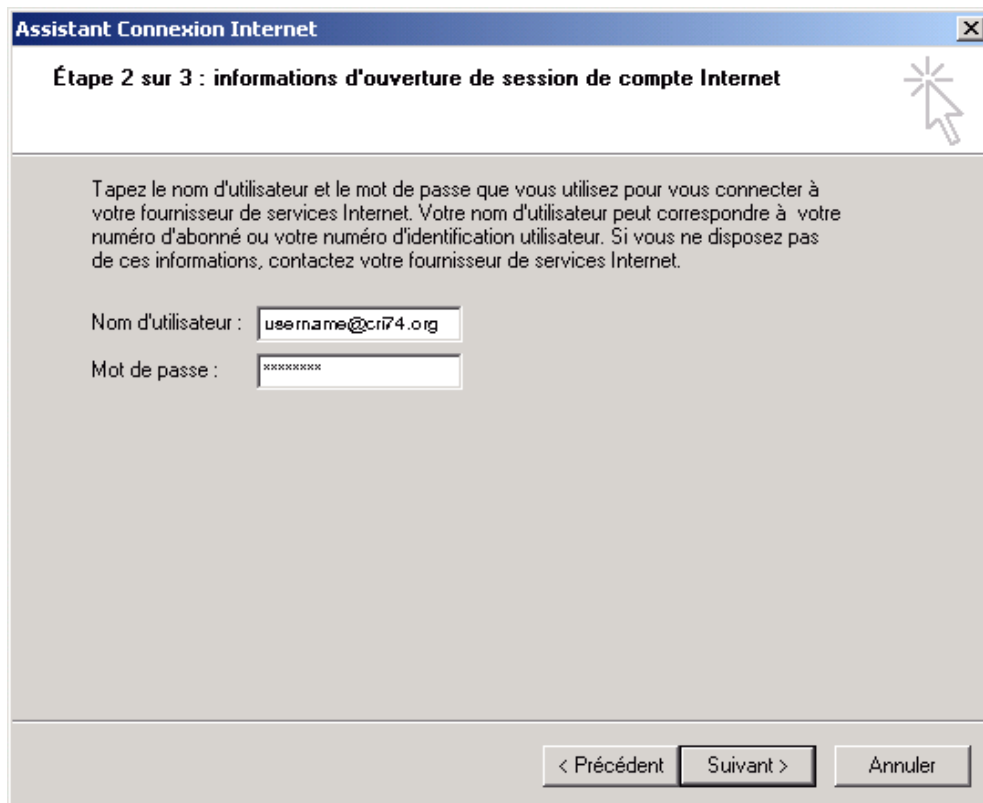 Assistant Connexion Internet
Étape 2 sur 3 : informations d'ouverture de session de compte Internet
Tapez le nom d'utilisateur et le mot de passe que vous utilisez pour vous connecter à
votre fournisseur de services Internet. Votre nom d'utilisateur peut correspondre à votre
numéro d'abonné ou votre numéro d'identification utilisateur. Si vous ne disposez pas
de ces informations, contactez votre fournisseur de services Internet.
Nom d'utilisateur : username@cri74.org
Mot de passe : ********
< Précédent Suivant > Annuler